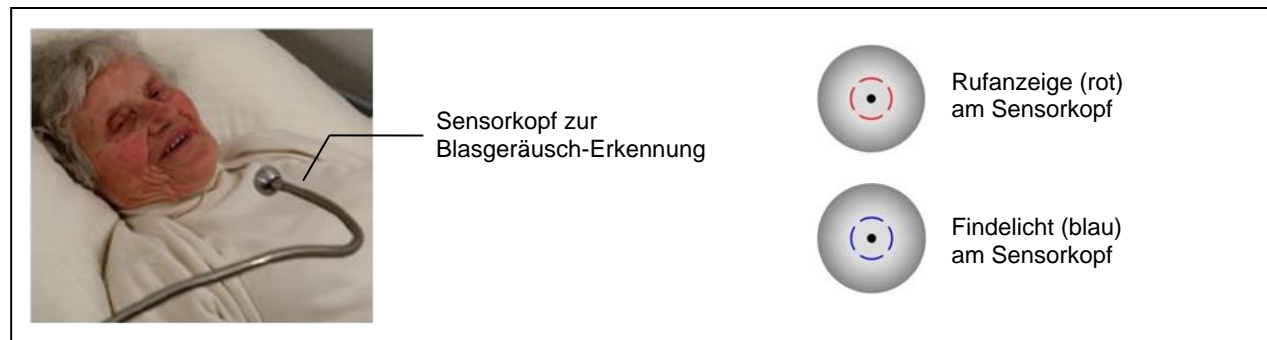 Sensorkopf zur
Blasgeräusch-Erkennung
Rufanzeige (rot)
am Sensorkopf
Findelicht (blau)
am Sensorkopf